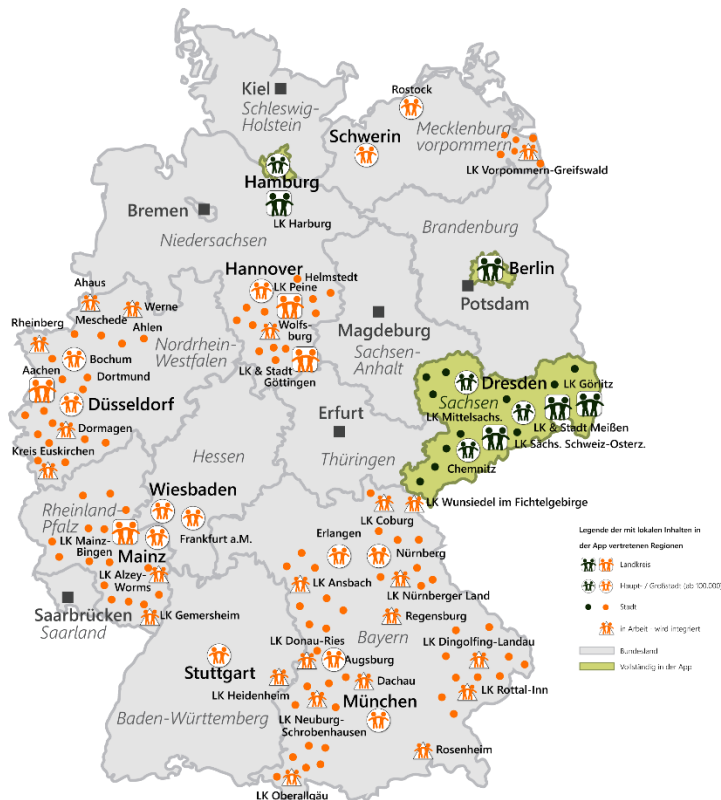 Rostock
Kiel
Schleswig-
Holstein
Schwerin
Mecklenburg-
vorpommern
LK Vorpommern-Greifswald
Hamburg
LK Harburg
Bremen
Niedersachsen
Brandenburg
Berlin
Potsdam
Hannover
Helmstedt
LK Peine
Wolfs-
burg
LK & Stadt
Göttingen
Magdeburg
Sachsen-
Anhalt
Ahaus
Meschede
Werne
Ahlen
Rheinberg
Nordrhein-
Westfalen
Bochum
Aachen
Dortmund
Düsseldorf
Dormagen
Kreis Euskirchen
Dresden
LK Görlitz
Sachsen
LK Mittelsachs.
LK & Stadt Meißen
LK Sächs. Schweiz-Osterz.
Chemnitz
Erfurt
Thüringen
Hessen
Wiesbaden
Frankfurt a.M.
Rheinland-
Pfalz
LK Mainz-
Bingen
Mainz
LK Alzey-
Worms
LK Gemersheim
Saarbrücken
Saarland
LK Wunsiedel im Fichtelgebirge
LK Coburg
Erlangen
Nürnberg
LK Ansbach
LK Nürnberger Land
Regensburg
Bayern
LK Donau-Ries
LK Dingolfing-Landau
Augsburg
Stuttgart
Dachau
LK Heidenheim
LK Rottal-Inn
München
LK Neuburg-
Schrobenhausen
Baden-Württemberg
Rosenheim
LK Oberallgäu
Legende der mit lokalen Inhalten in
der App vertretenen Regionen
Landkreis
Haupt- / Großstadt (ab 100.000)
Stadt
in Arbeit - wird integriert
Bundesland
Vollständig in der App